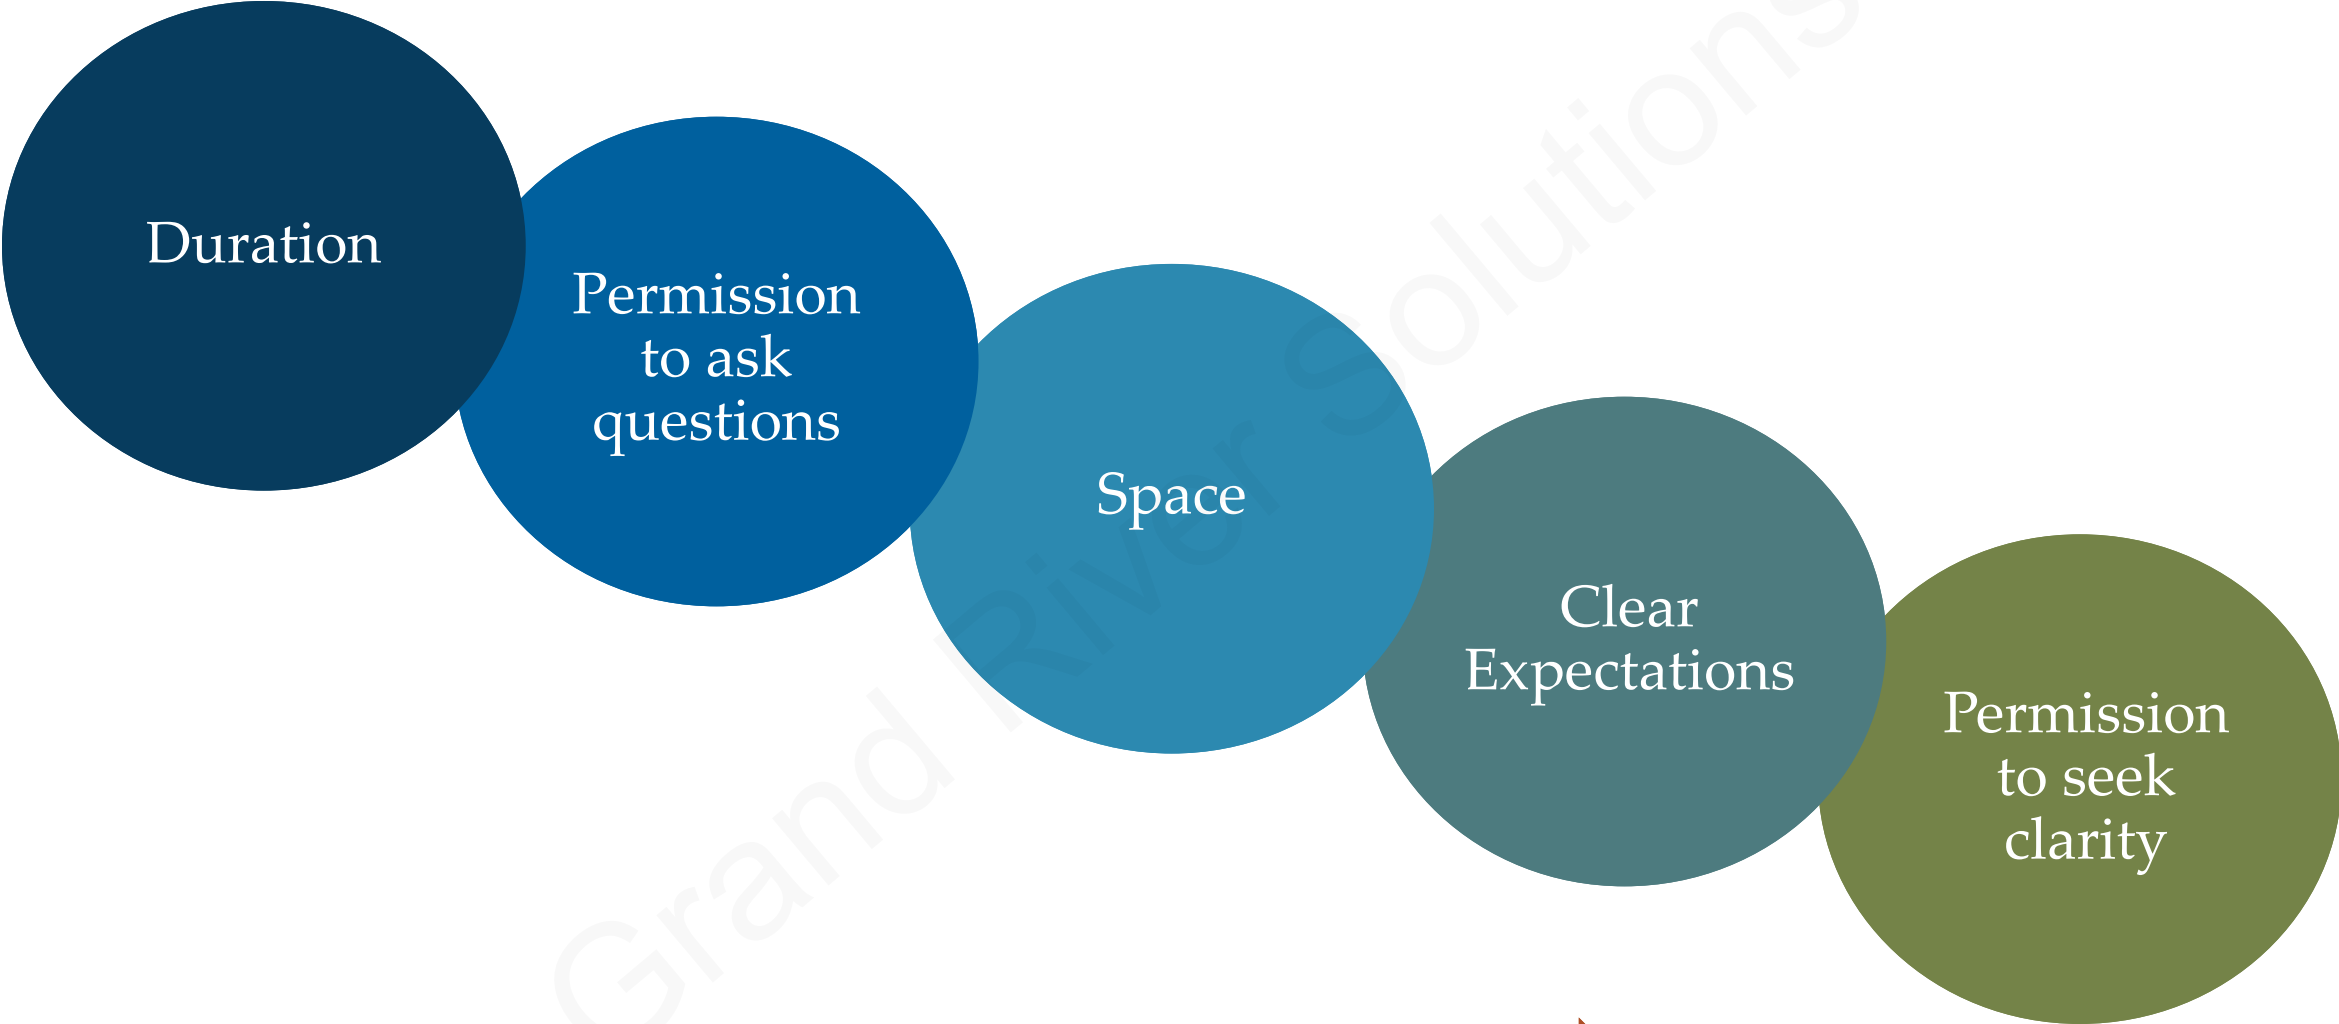 Duration
Permission
to ask
questions
Space
Clear
Expectations
Permission
to seek
clarity
Grand River Solutions